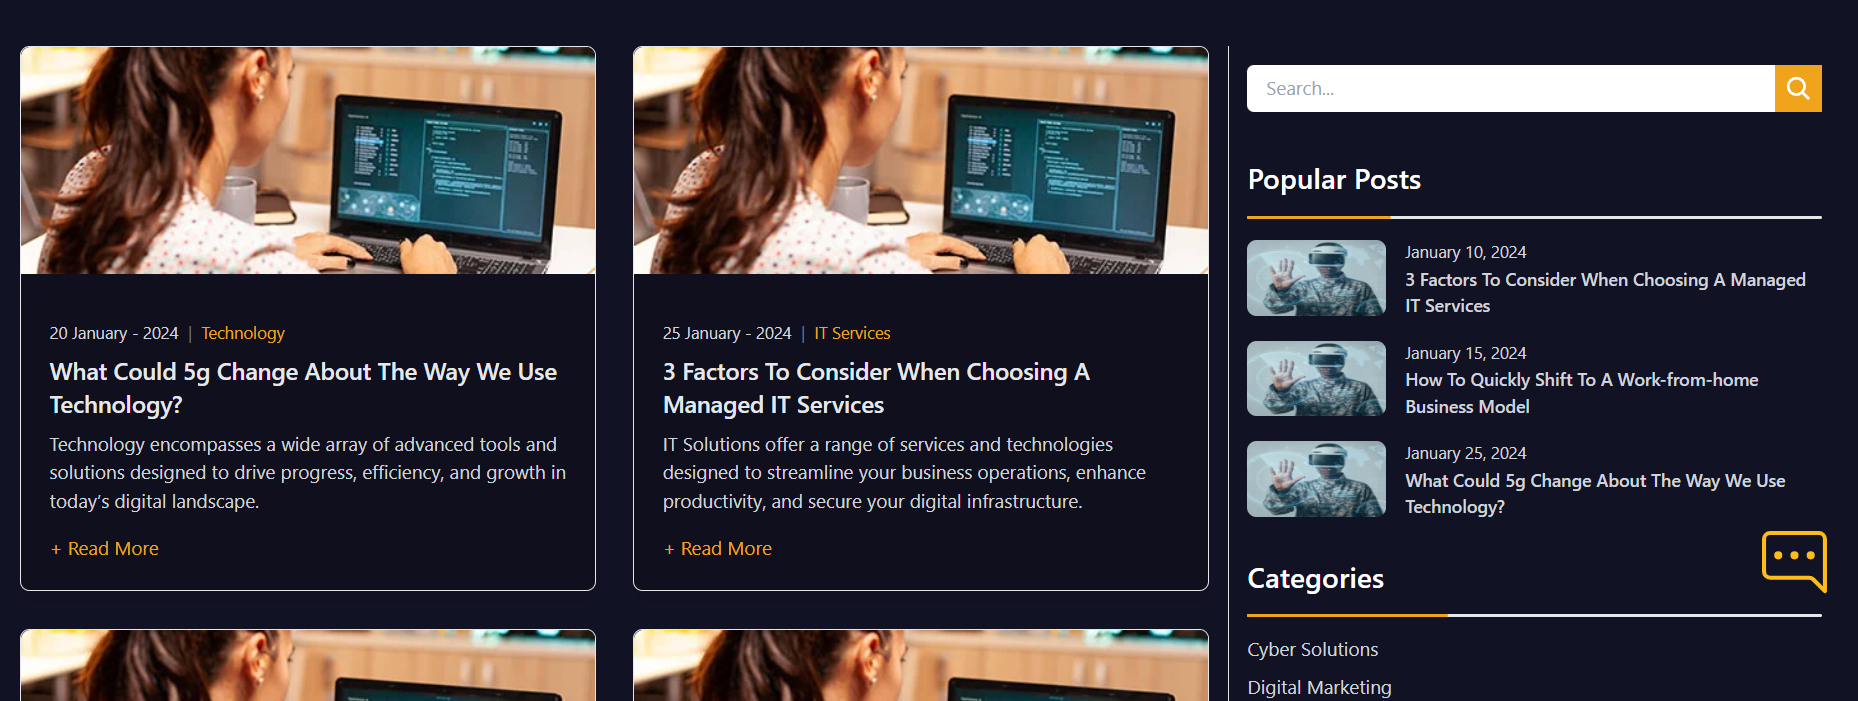 20 January - 2024 | Technology
What Could 5g Change About The Way We Use
Technology?
Technology encompasses a wide array of advanced tools and
solutions designed to drive progress, efficiency, and growth in
today's digital landscape.
+ Read More
25 January - 2024 | IT Services
3 Factors To Consider When Choosing A
Managed IT Services
IT Solutions offer a range of services and technologies
designed to streamline your business operations, enhance
productivity, and secure your digital infrastructure.
+ Read More
Search...
Popular Posts
January 10, 2024
3 Factors To Consider When Choosing A Managed
IT Services
January 15, 2024
How To Quickly Shift To A Work-from-home
Business Model
January 25, 2024
What Could 5g Change About The Way We Use
Technology?
Categories
Cyber Solutions
Digital Marketing